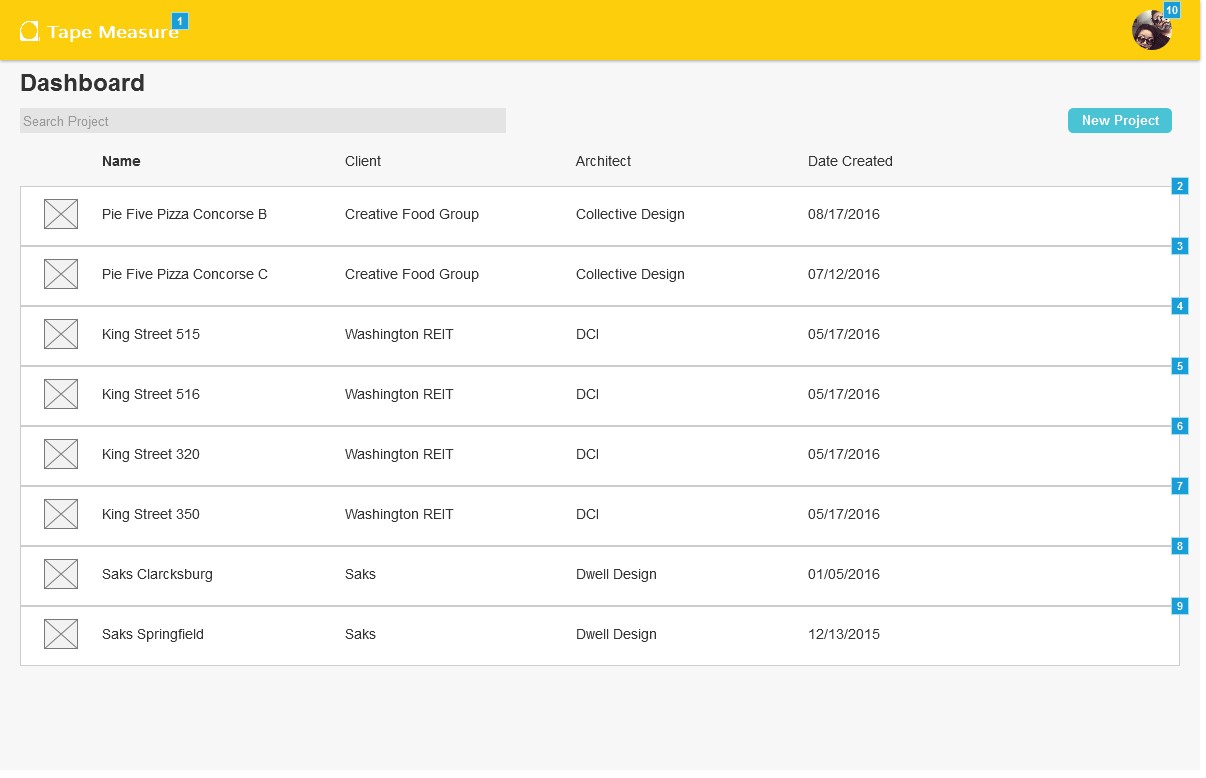 Tape Measure 1
10
Dashboard
Search Project
New Project
Name Client Architect Date Created
2
Pie Five Pizza Concorse B Creative Food Group Collective Design 08/17/2016
3
Pie Five Pizza Concorse C Creative Food Group Collective Design 07/12/2016
4
King Street 515 Washington REIT DCI 05/17/2016
5
King Street 516 Washington REIT DCI 05/17/2016
6
King Street 320 Washington REIT DCI 05/17/2016
7
King Street 350 Washington REIT DCI 05/17/2016
8
Saks Clarcksburg Saks Dwell Design 01/05/2016
9
Saks Springfield Saks Dwell Design 12/13/2015